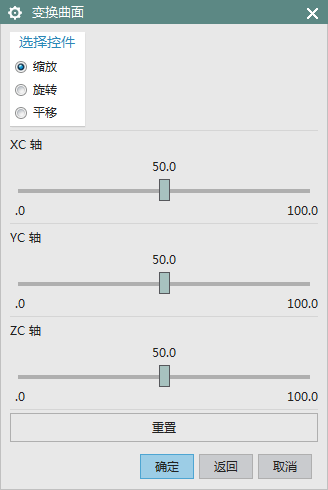 变换曲面
选择控件
缩放
旋转
平移
XC 轴
50.0
.0 100.0
YC 轴
50.0
.0 100.0
ZC 轴
50.0
.0 100.0
重置
确定 返回 取消